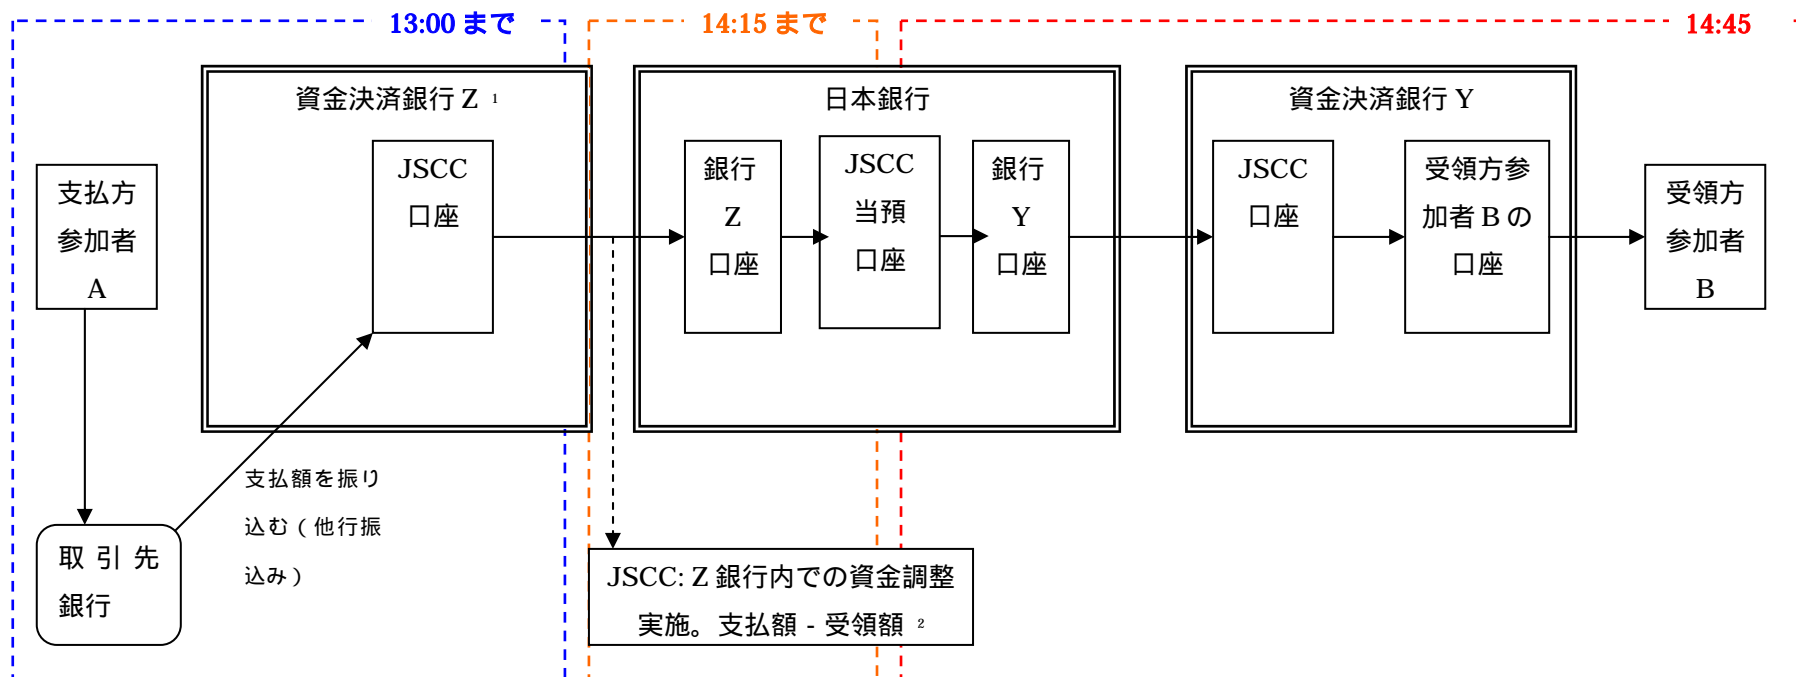 13:00 まで
14:15 まで
14:45
資金決済銀行 Z 1
日本銀行
資金決済銀行 Y
支払方
参加者
A
JSCC
口座
銀行
Z
口座
JSCC
当預
口座
銀行
Y
口座
JSCC
口座
受領方参
加者 B の
口座
受領方
参加者
B
支払額を振り
込む（他行振
込み）
取引先
銀行
JSCC: Z 銀行内での資金調整
実施。支払額 - 受領額 2